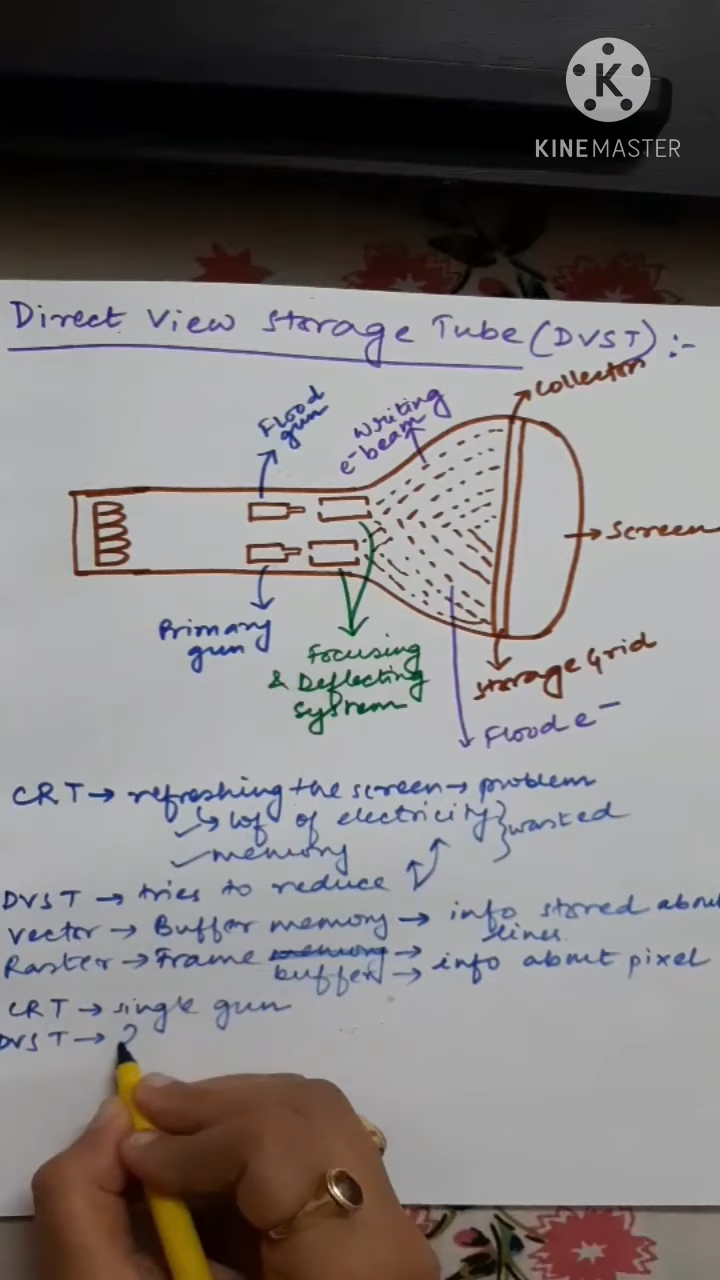 KINEMASTER
Direct View Storage Tube (DVST) :-
Collector
Flood
gun
Writing
e⁻beam
Screen
Primary
gun
Focusing
& Deflecting
System
Storage Grid
Flood e⁻
CRT → refreshing the screen → problem
↳ lot of electricity
✓ memory
} wasted
DVST → tries to reduce
Vector → Buffer memory → info stored about
lines
Raster → Frame memory →
buffer → info about pixel
CRT → single gun
DVST → 2